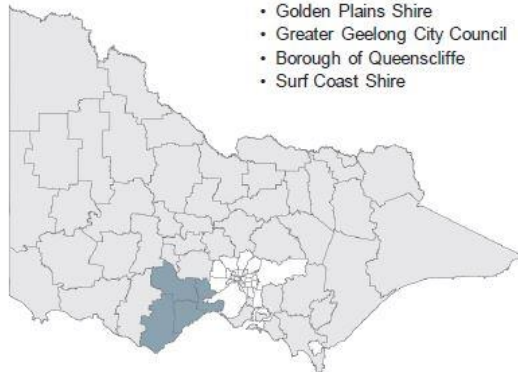 • Golden Plains Shire
• Greater Geelong City Council
• Borough of Queenscliffe
• Surf Coast Shire